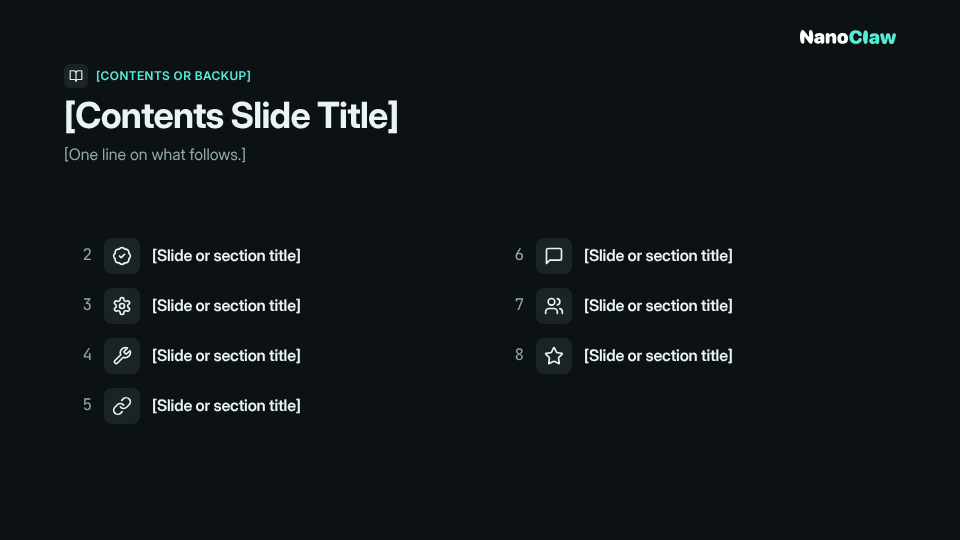 NanoClaw
[CONTENTS OR BACKUP]
[Contents Slide Title]
[One line on what follows.]
2 [Slide or section title]
3 [Slide or section title]
4 [Slide or section title]
5 [Slide or section title]
6 [Slide or section title]
7 [Slide or section title]
8 [Slide or section title]